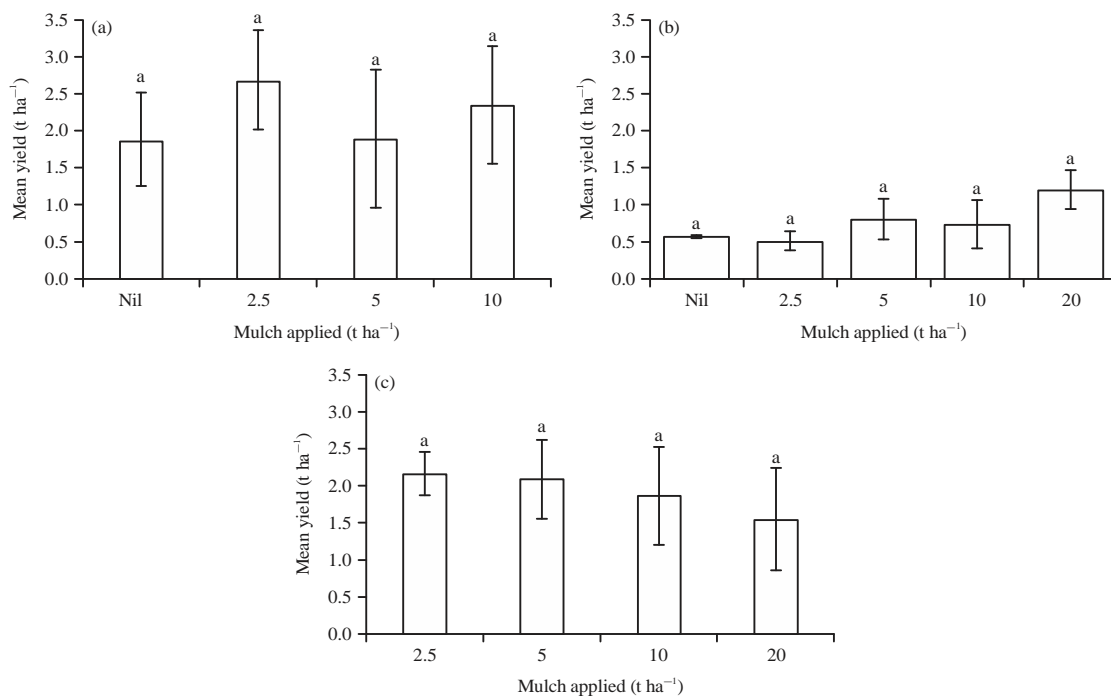 (a)
3.5
3.0
2.5
2.0
1.5
1.0
0.5
0.0
Mean yield (t ha⁻¹)
a
a
a
a
Nil 2.5 5 10
Mulch applied (t ha⁻¹)
(b)
3.5
3.0
2.5
2.0
1.5
1.0
0.5
0.0
Mean yield (t ha⁻¹)
a
a
a
a
a
Nil 2.5 5 10 20
Mulch applied (t ha⁻¹)
(c)
3.5
3.0
2.5
2.0
1.5
1.0
0.5
0.0
Mean yield (t ha⁻¹)
a
a
a
a
2.5 5 10 20
Mulch applied (t ha⁻¹)